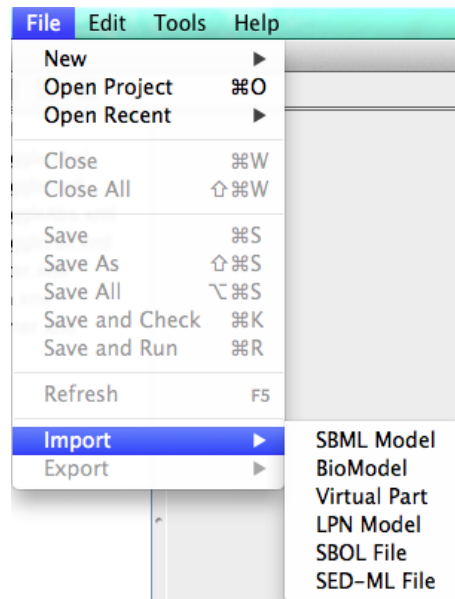 File Edit Tools Help
New ▶
Open Project ⌘O
Open Recent ▶
Close ⌘W
Close All ⇧⌘W
Save ⌘S
Save As ⇧⌘S
Save All ⌥⌘S
Save and Check ⌘K
Save and Run ⌘R
Refresh F5
Import ▶
Export ▶
SBML Model
BioModel
Virtual Part
LPN Model
SBOL File
SED-ML File